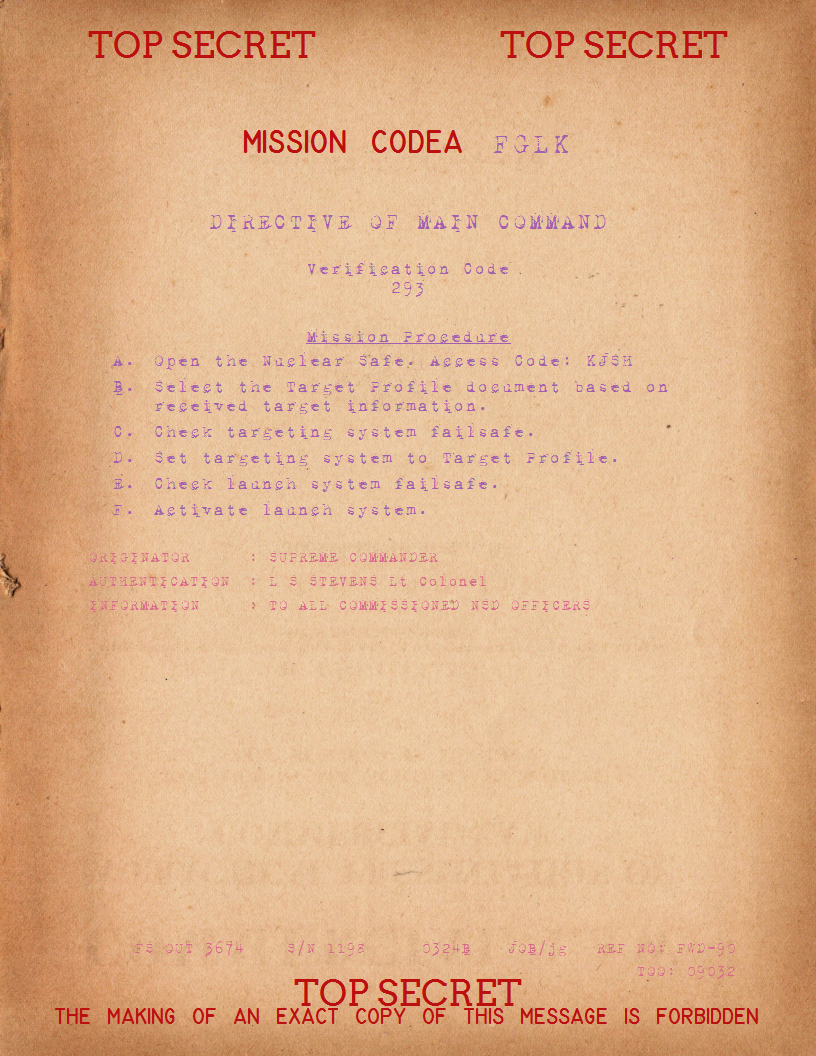 TOP SECRET TOP SECRET
MISSION CODEA FGLK
DIRECTIVE OF MAIN COMMAND
Verification Code.
293
Mission Procedure
A. Open the Nuclear Safe. Access Code: KJSH
B. Select the Target Profile document based on
received target information.
C. Check targeting system failsafe.
D. Set targeting system to Target Profile.
E. Check launch system failsafe.
F. Activate launch system.
ORIGINATOR : SUPREME COMMANDER
AUTHENTICATION : L S STEVENS Lt Colonel
INFORMATION : TO ALL COMMISSIONED NSD OFFICERS
FS OUT 3674 S/N 1198 0324B JOB/jg REF NO: FWD-90
TOO: 09032
TOP SECRET
THE MAKING OF AN EXACT COPY OF THIS MESSAGE IS FORBIDDEN